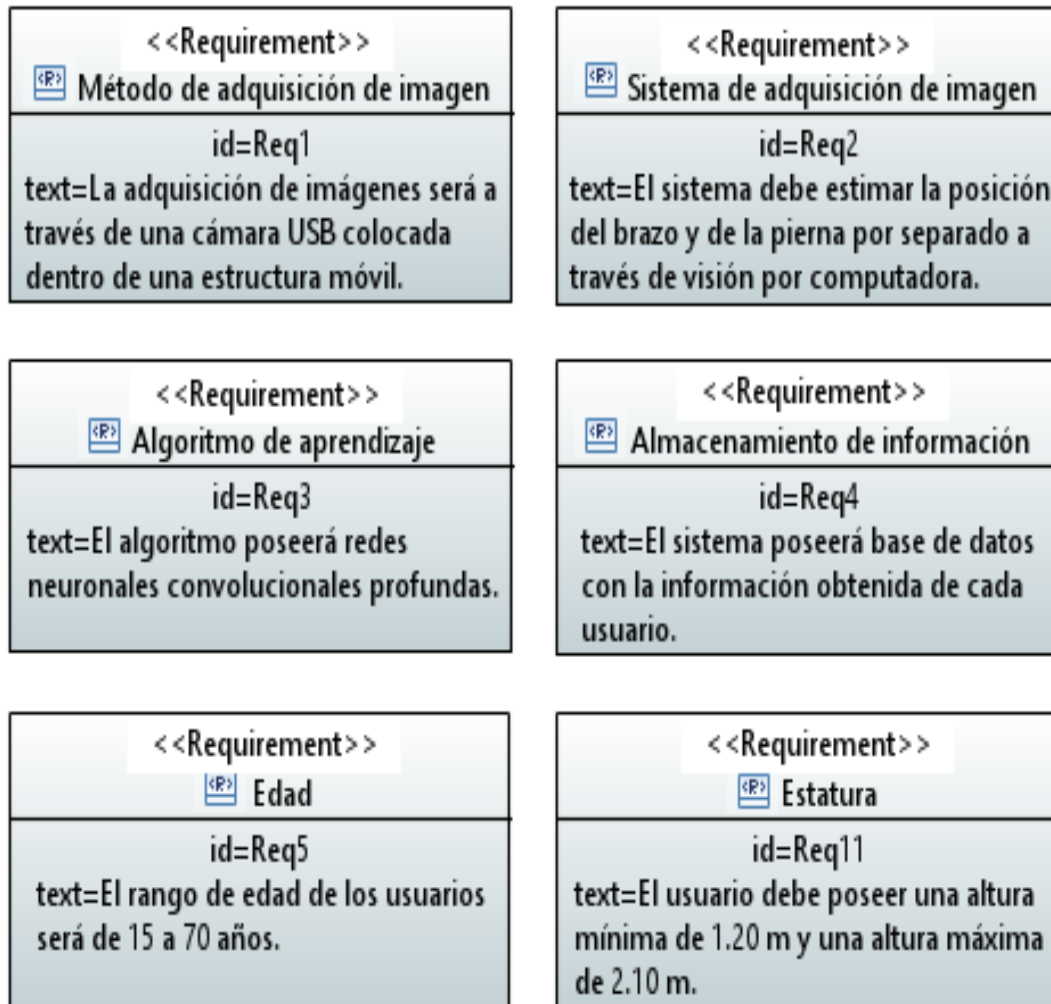 <<Requirement>>
<R> Método de adquisición de imagen
id=Req1
text=La adquisición de imágenes será a
través de una cámara USB colocada
dentro de una estructura móvil.
<<Requirement>>
<R> Sistema de adquisición de imagen
id=Req2
text=El sistema debe estimar la posición
del brazo y de la pierna por separado a
través de visión por computadora.
<<Requirement>>
<R> Algoritmo de aprendizaje
id=Req3
text=El algoritmo poseerá redes
neuronales convolucionales profundas.
<<Requirement>>
<R> Almacenamiento de información
id=Req4
text=El sistema poseerá base de datos
con la información obtenida de cada
usuario.
<<Requirement>>
<R> Edad
id=Req5
text=El rango de edad de los usuarios
será de 15 a 70 años.
<<Requirement>>
<R> Estatura
id=Req11
text=El usuario debe poseer una altura
mínima de 1.20 m y una altura máxima
de 2.10 m.